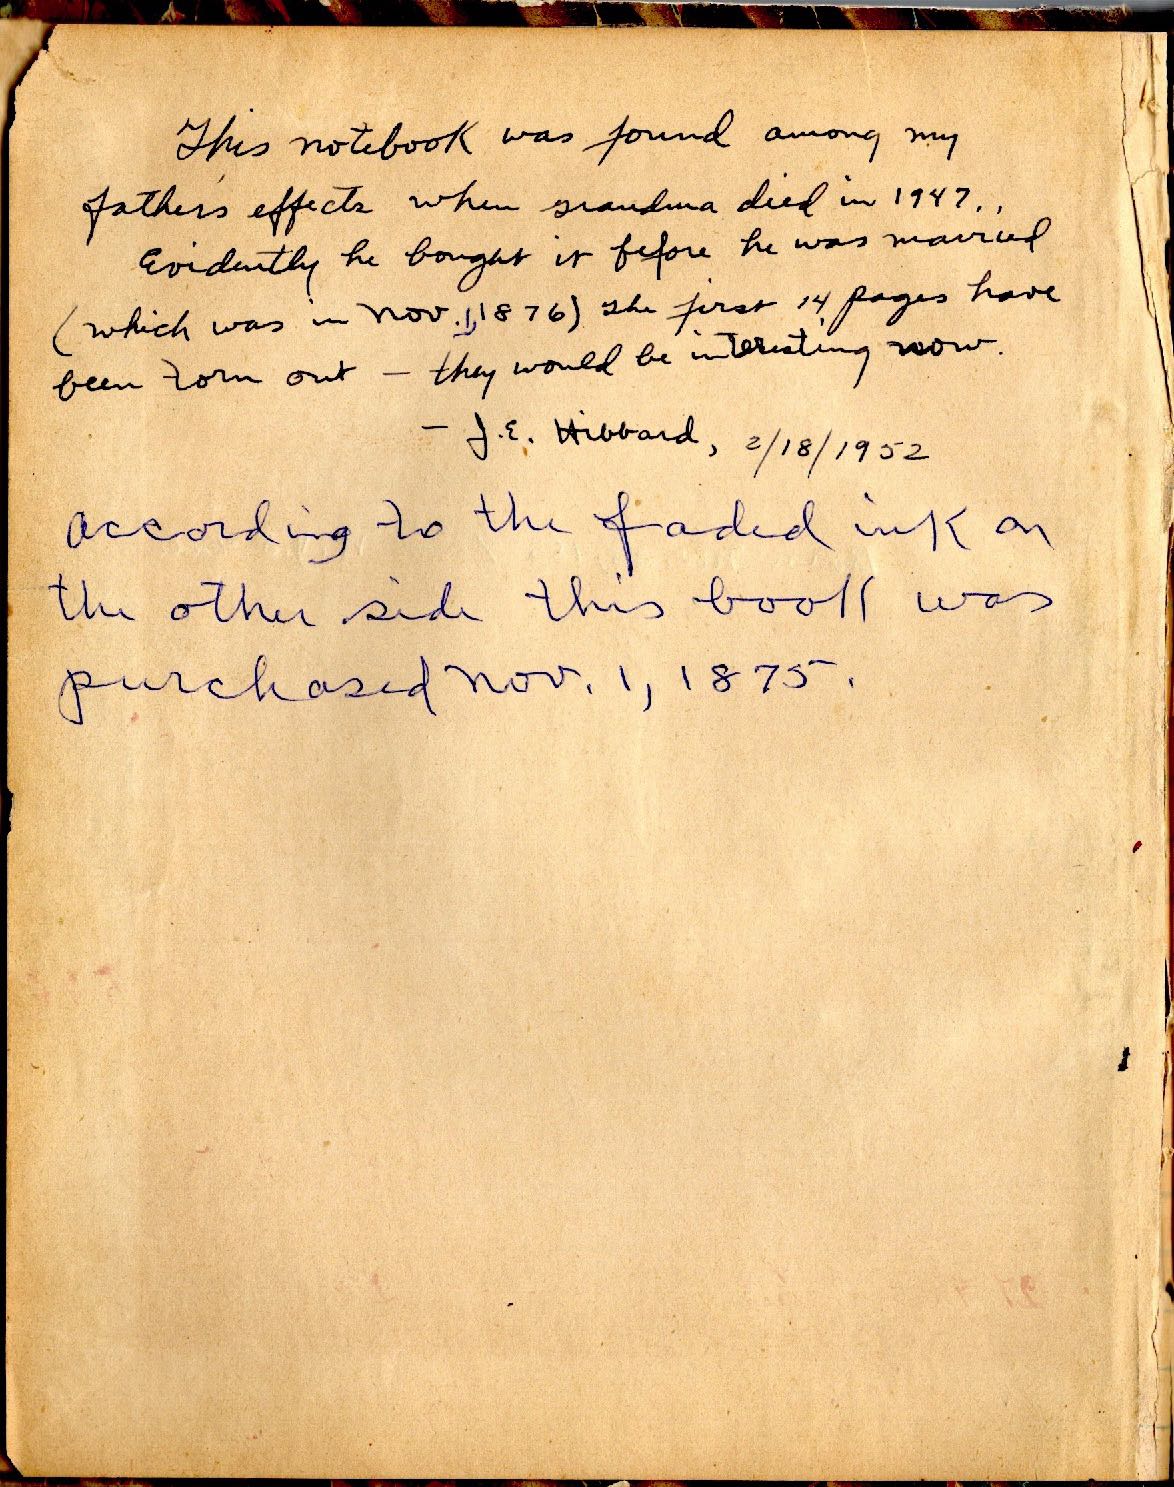 This notebook was found among my
father's effects when grandma died in 1947..
Evidently he bought it before he was married
(which was in Nov. 1, 1876) The first 14 pages have
been torn out - they would be interesting now.
- J.E. Hibbard, 2/18/1952
According to the faded ink on
the other side this book was
purchased Nov. 1, 1875.